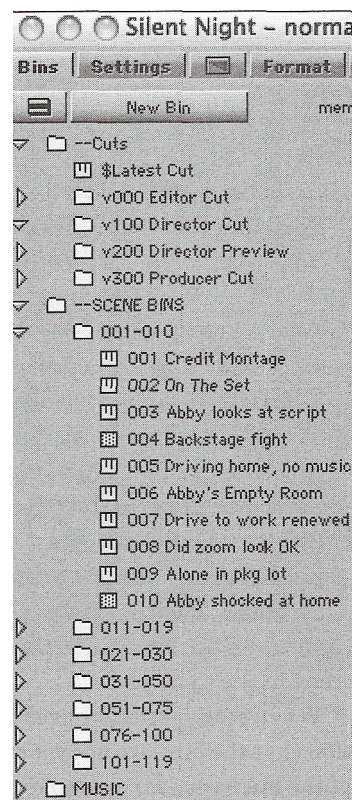 Silent Night – norma
Bins Settings Format
New Bin mem
--Cuts
$Latest Cut
v000 Editor Cut
v100 Director Cut
v200 Director Preview
v300 Producer Cut
--SCENE BINS
001-010
001 Credit Montage
002 On The Set
003 Abby looks at script
004 Backstage fight
005 Driving home, no music
006 Abby's Empty Room
007 Drive to work renewed
008 Did zoom look OK
009 Alone in pkg lot
010 Abby shocked at home
011-019
021-030
031-050
051-075
076-100
101-119
MUSIC